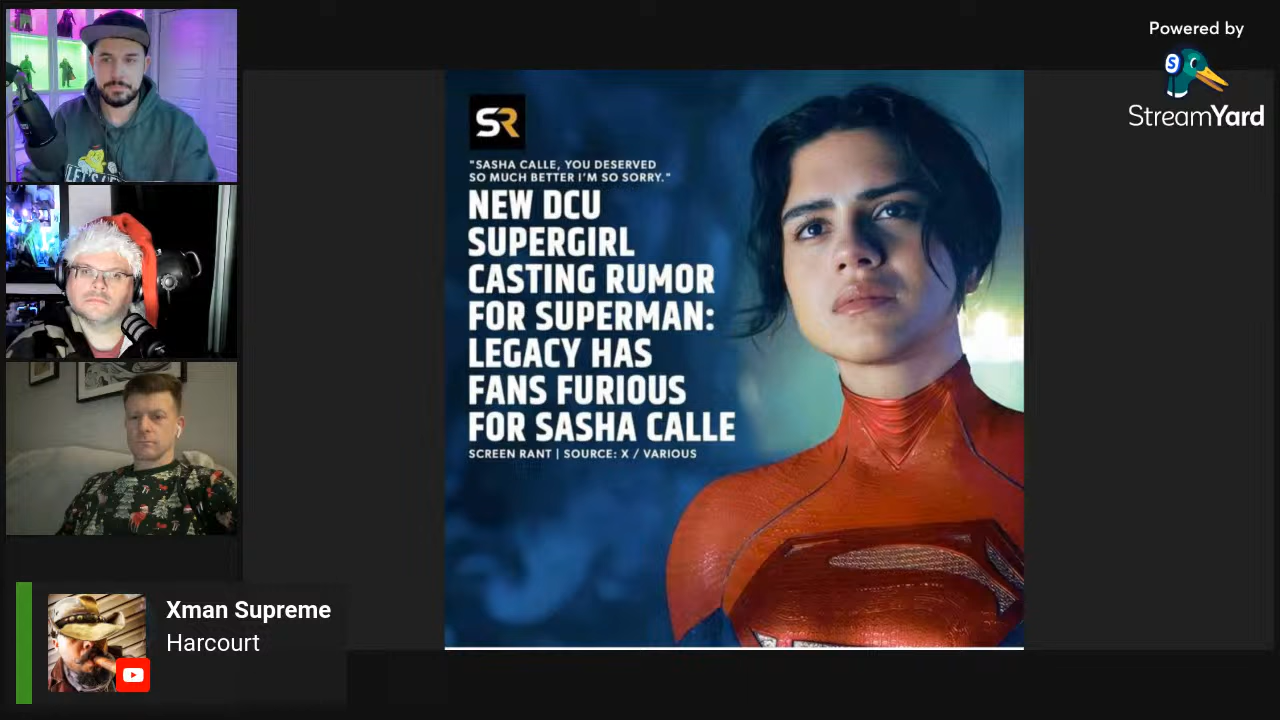 Powered by
S
StreamYard
SR
"SASHA CALLE, YOU DESERVED
SO MUCH BETTER I'M SO SORRY."
NEW DCU
SUPERGIRL
CASTING RUMOR
FOR SUPERMAN:
LEGACY HAS
FANS FURIOUS
FOR SASHA CALLE
SCREEN RANT | SOURCE: X / VARIOUS
Xman Supreme
Harcourt